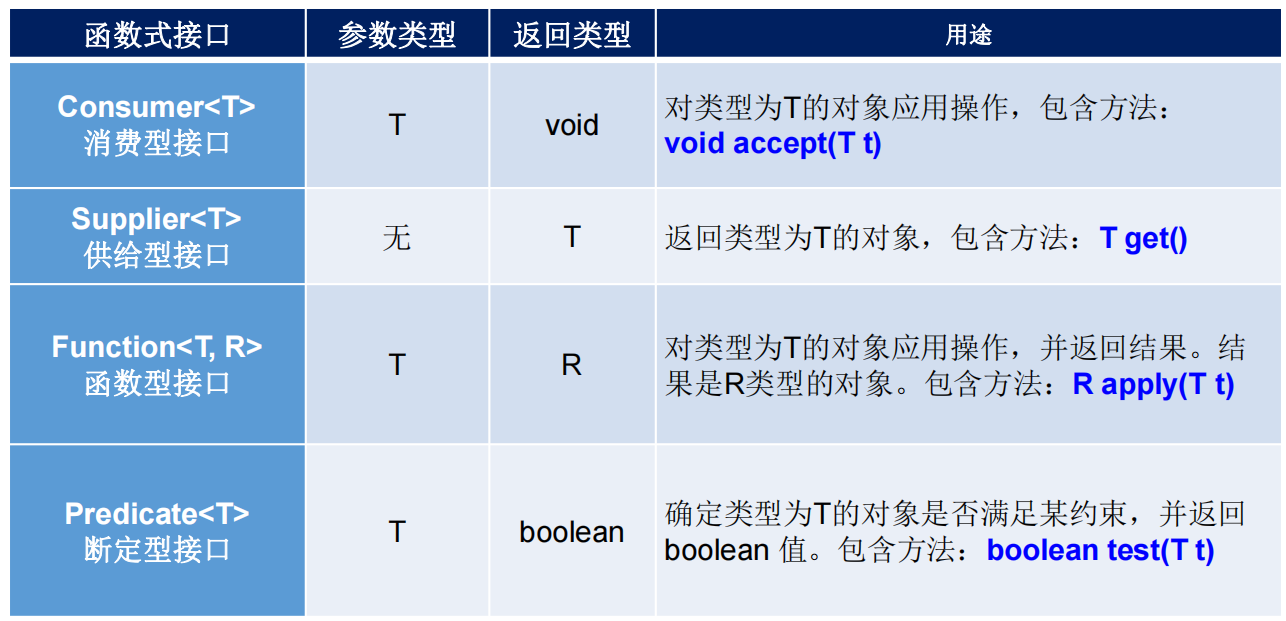 函数式接口 参数类型 返回类型 用途
Consumer<T>
消费型接口
T
void
对类型为T的对象应用操作，包含方法：
void accept(T t)
Supplier<T>
供给型接口
无
T
返回类型为T的对象，包含方法：T get()
Function<T, R>
函数型接口
T
R
对类型为T的对象应用操作，并返回结果。结
果是R类型的对象。包含方法：R apply(T t)
Predicate<T>
断定型接口
T
boolean
确定类型为T的对象是否满足某约束，并返回
boolean 值。包含方法：boolean test(T t)